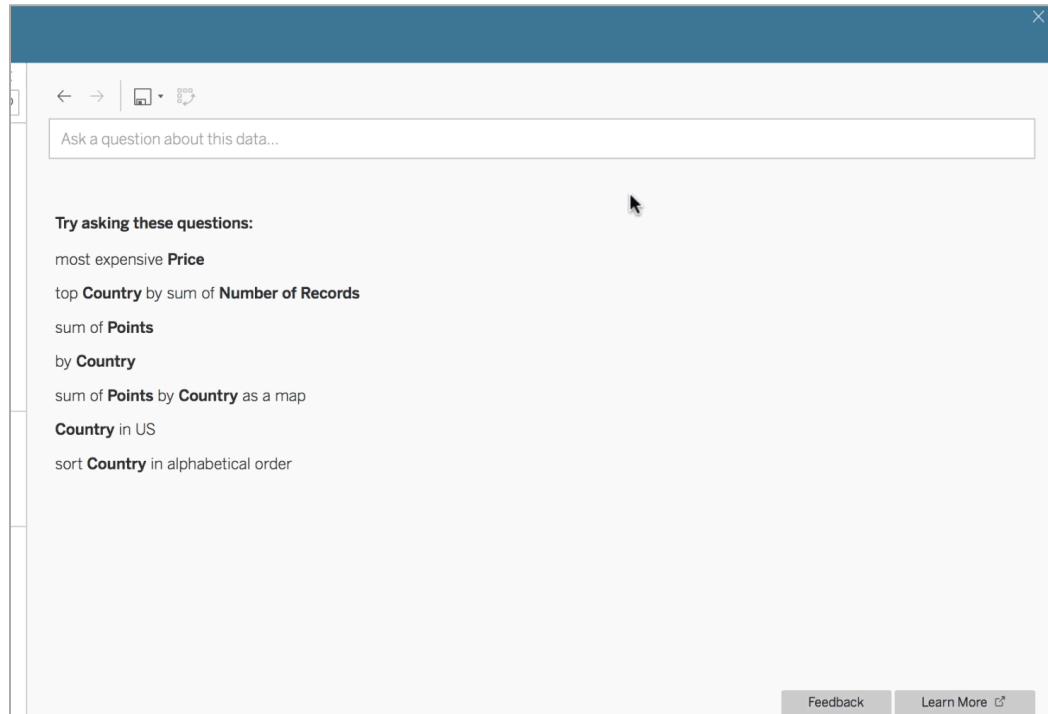 Ask a question about this data...
Try asking these questions:
most expensive Price
top Country by sum of Number of Records
sum of Points
by Country
sum of Points by Country as a map
Country in US
sort Country in alphabetical order
Feedback
Learn More